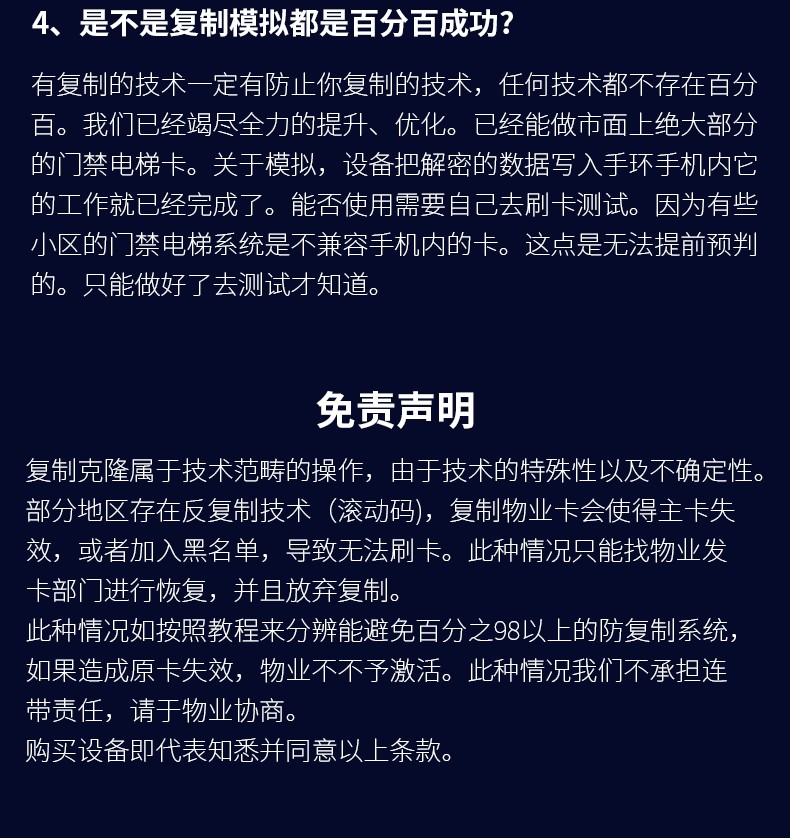 4、是不是复制模拟都是百分百成功?
有复制的技术一定有防止你复制的技术，任何技术都不存在百分
百。我们已经竭尽全力的提升、优化。已经能做市面上绝大部分
的门禁电梯卡。关于模拟，设备把解密的数据写入手环手机内它
的工作就已经完成了。能否使用需要自己去刷卡测试。因为有些
小区的门禁电梯系统是不兼容手机内的卡。这点是无法提前预判
的。只能做好了去测试才知道。
免责声明
复制克隆属于技术范畴的操作，由于技术的特殊性以及不确定性。
部分地区存在反复制技术（滚动码)，复制物业卡会使得主卡失
效，或者加入黑名单，导致无法刷卡。此种情况只能找物业发
卡部门进行恢复，并且放弃复制。
此种情况如按照教程来分辨能避免百分之98以上的防复制系统，
如果造成原卡失效，物业不不予激活。此种情况我们不承担连
带责任，请于物业协商。
购买设备即代表知悉并同意以上条款。